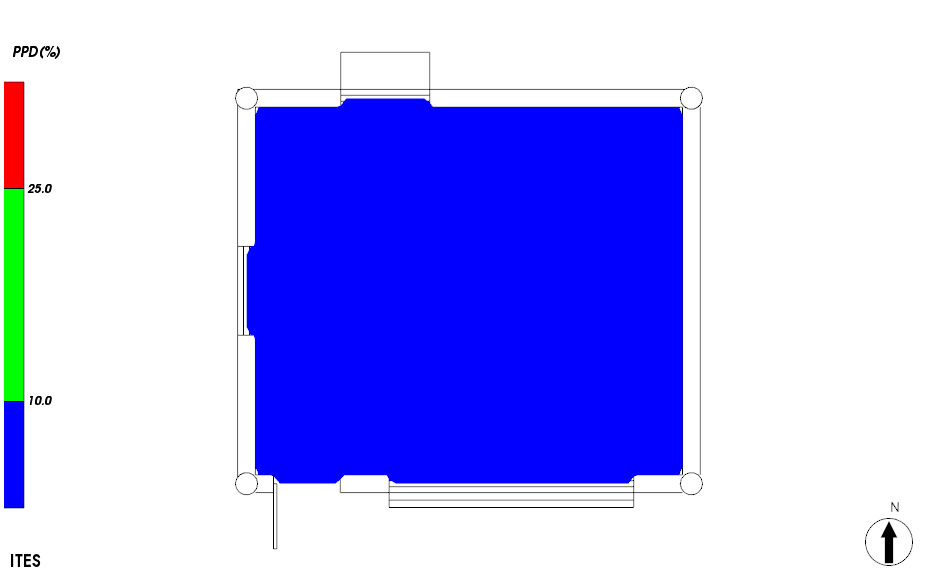 PPD(%)
25.0
10.0
N
ITES